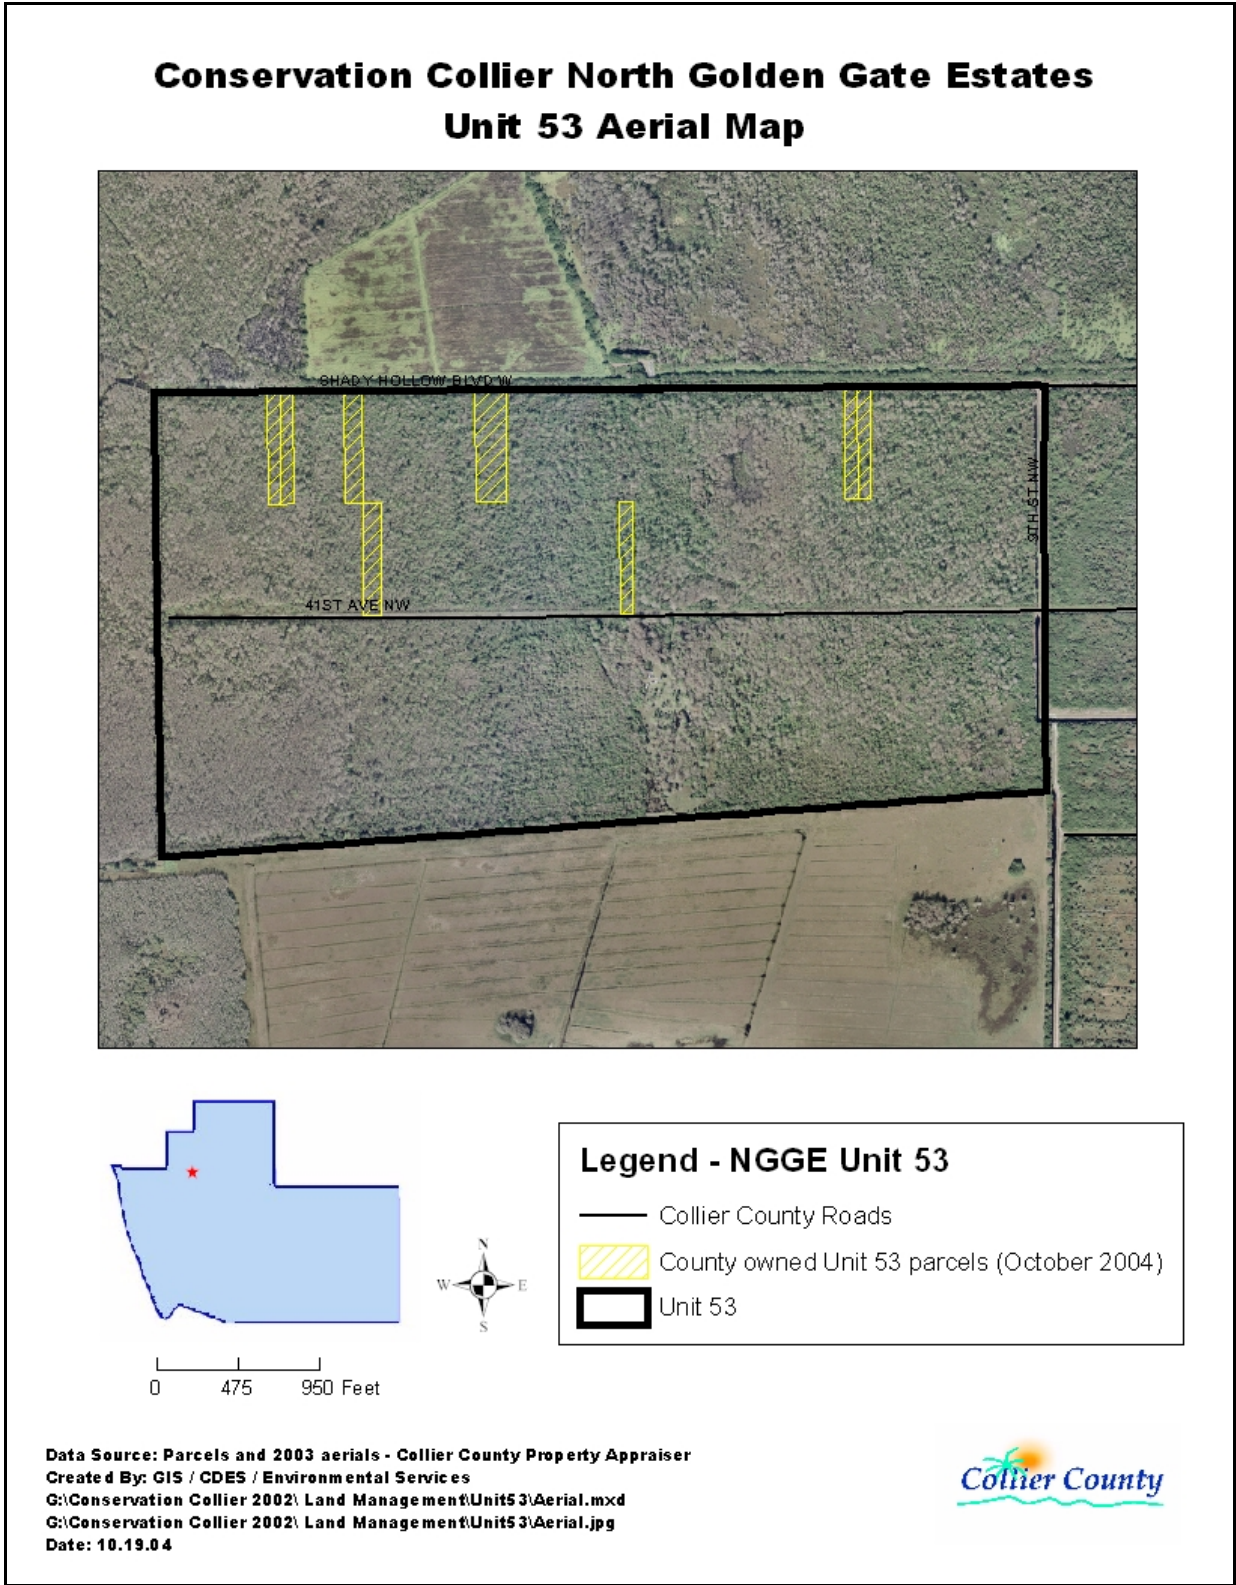 Conservation Collier North Golden Gate Estates
Unit 53 Aerial Map
SHADY HOLLOW BLVD W
9TH ST NW
41ST AVE NW
Legend - NGGE Unit 53
Collier County Roads
County owned Unit 53 parcels (October 2004)
Unit 53
N
W
E
S
0 475 950 Feet
Data Source: Parcels and 2003 aerials - Collier County Property Appraiser
Created By: GIS / CDES / Environmental Services
G:\Conservation Collier 2002\ Land Management\Unit53\Aerial.mxd
G:\Conservation Collier 2002\ Land Management\Unit53\Aerial.jpg
Date: 10.19.04
Collier County